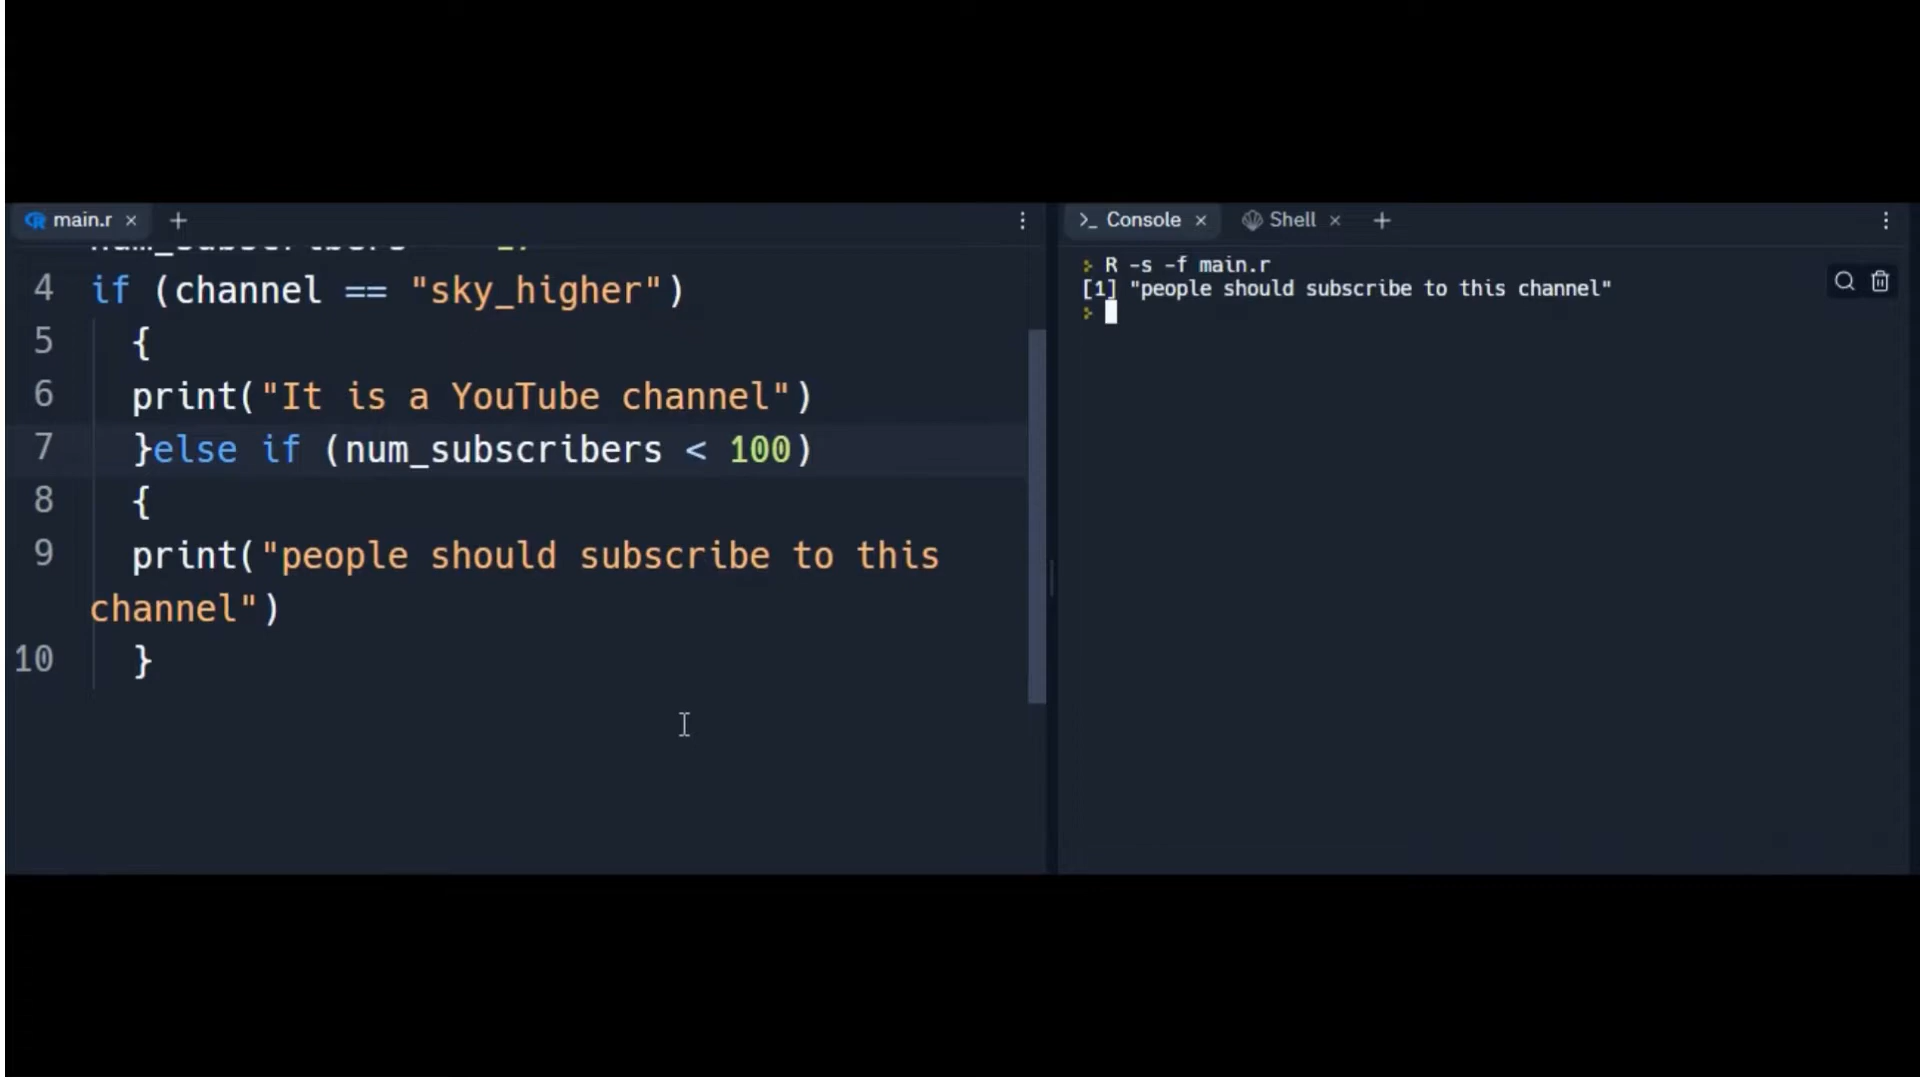 main.r × +
4 if (channel == "sky_higher")
5 {
6 print("It is a YouTube channel")
7 }else if (num_subscribers < 100)
8 {
9 print("people should subscribe to this
channel")
10 }
>_ Console × Shell × +
> R -s -f main.r
[1] "people should subscribe to this channel"
>